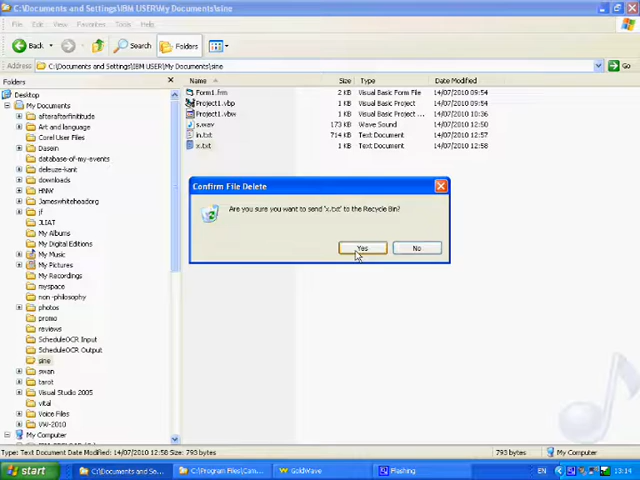 C:\Documents and Settings\IBM USER\My Documents\sine
File Edit View Favorites Tools Help
Back Search Folders
Address C:\Documents and Settings\IBM USER\My Documents\sine Go
Folders
Desktop
My Documents
afterafterfinititude
Art and language
Corel User Files
Dasein
database-of-my-events
deleuze-kant
downloads
HNW
Jameswhiteheadorg
jf
JLIAT
My Albums
My Digital Editions
My Music
My Pictures
My Recordings
myspace
non -philosophy
photos
promo
reviews
ScheduleOCR Input
ScheduleOCR Output
sine
swan
tarot
Visual Studio 2005
vital
Voice Files
VW-2010
My Computer
Name Size Type Date Modified
Form1.frm 2 KB Visual Basic Form File 14/07/2010 09:54
Project1.vbp 1 KB Visual Basic Project 14/07/2010 09:54
Project1.vbw 1 KB Visual Basic Project ... 14/07/2010 10:36
s.wav 173 KB Wave Sound 14/07/2010 12:58
in.txt 714 KB Text Document 14/07/2010 12:57
x.txt 1 KB Text Document 14/07/2010 12:58
Confirm File Delete
Are you sure you want to send 'x.txt' to the Recycle Bin?
Yes No
Type: Text Document Date Modified: 14/07/2010 12:58 Size: 793 bytes 793 bytes My Computer
start C:\Documents and Se... C:\Program Files\Cam... GoldWave Flashing EN 13:14